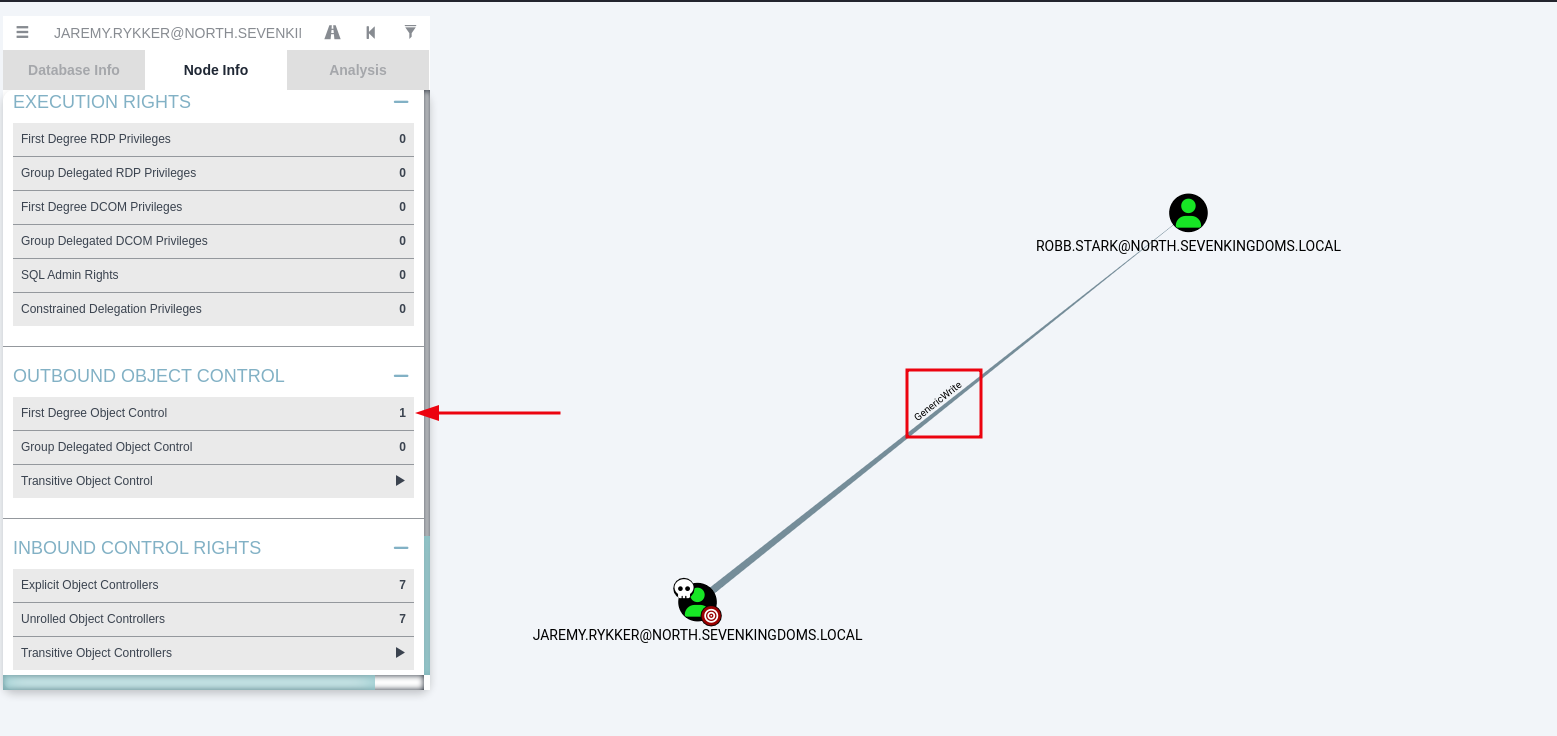 JAREMY.RYKKER@NORTH.SEVENKII
Database Info
Node Info
Analysis
EXECUTION RIGHTS
First Degree RDP Privileges 0
Group Delegated RDP Privileges 0
First Degree DCOM Privileges 0
Group Delegated DCOM Privileges 0
SQL Admin Rights 0
Constrained Delegation Privileges 0
OUTBOUND OBJECT CONTROL
First Degree Object Control 1
Group Delegated Object Control 0
Transitive Object Control
INBOUND CONTROL RIGHTS
Explicit Object Controllers 7
Unrolled Object Controllers 7
Transitive Object Controllers
ROBB.STARK@NORTH.SEVENKINGDOMS.LOCAL
GenericWrite
JAREMY.RYKKER@NORTH.SEVENKINGDOMS.LOCAL